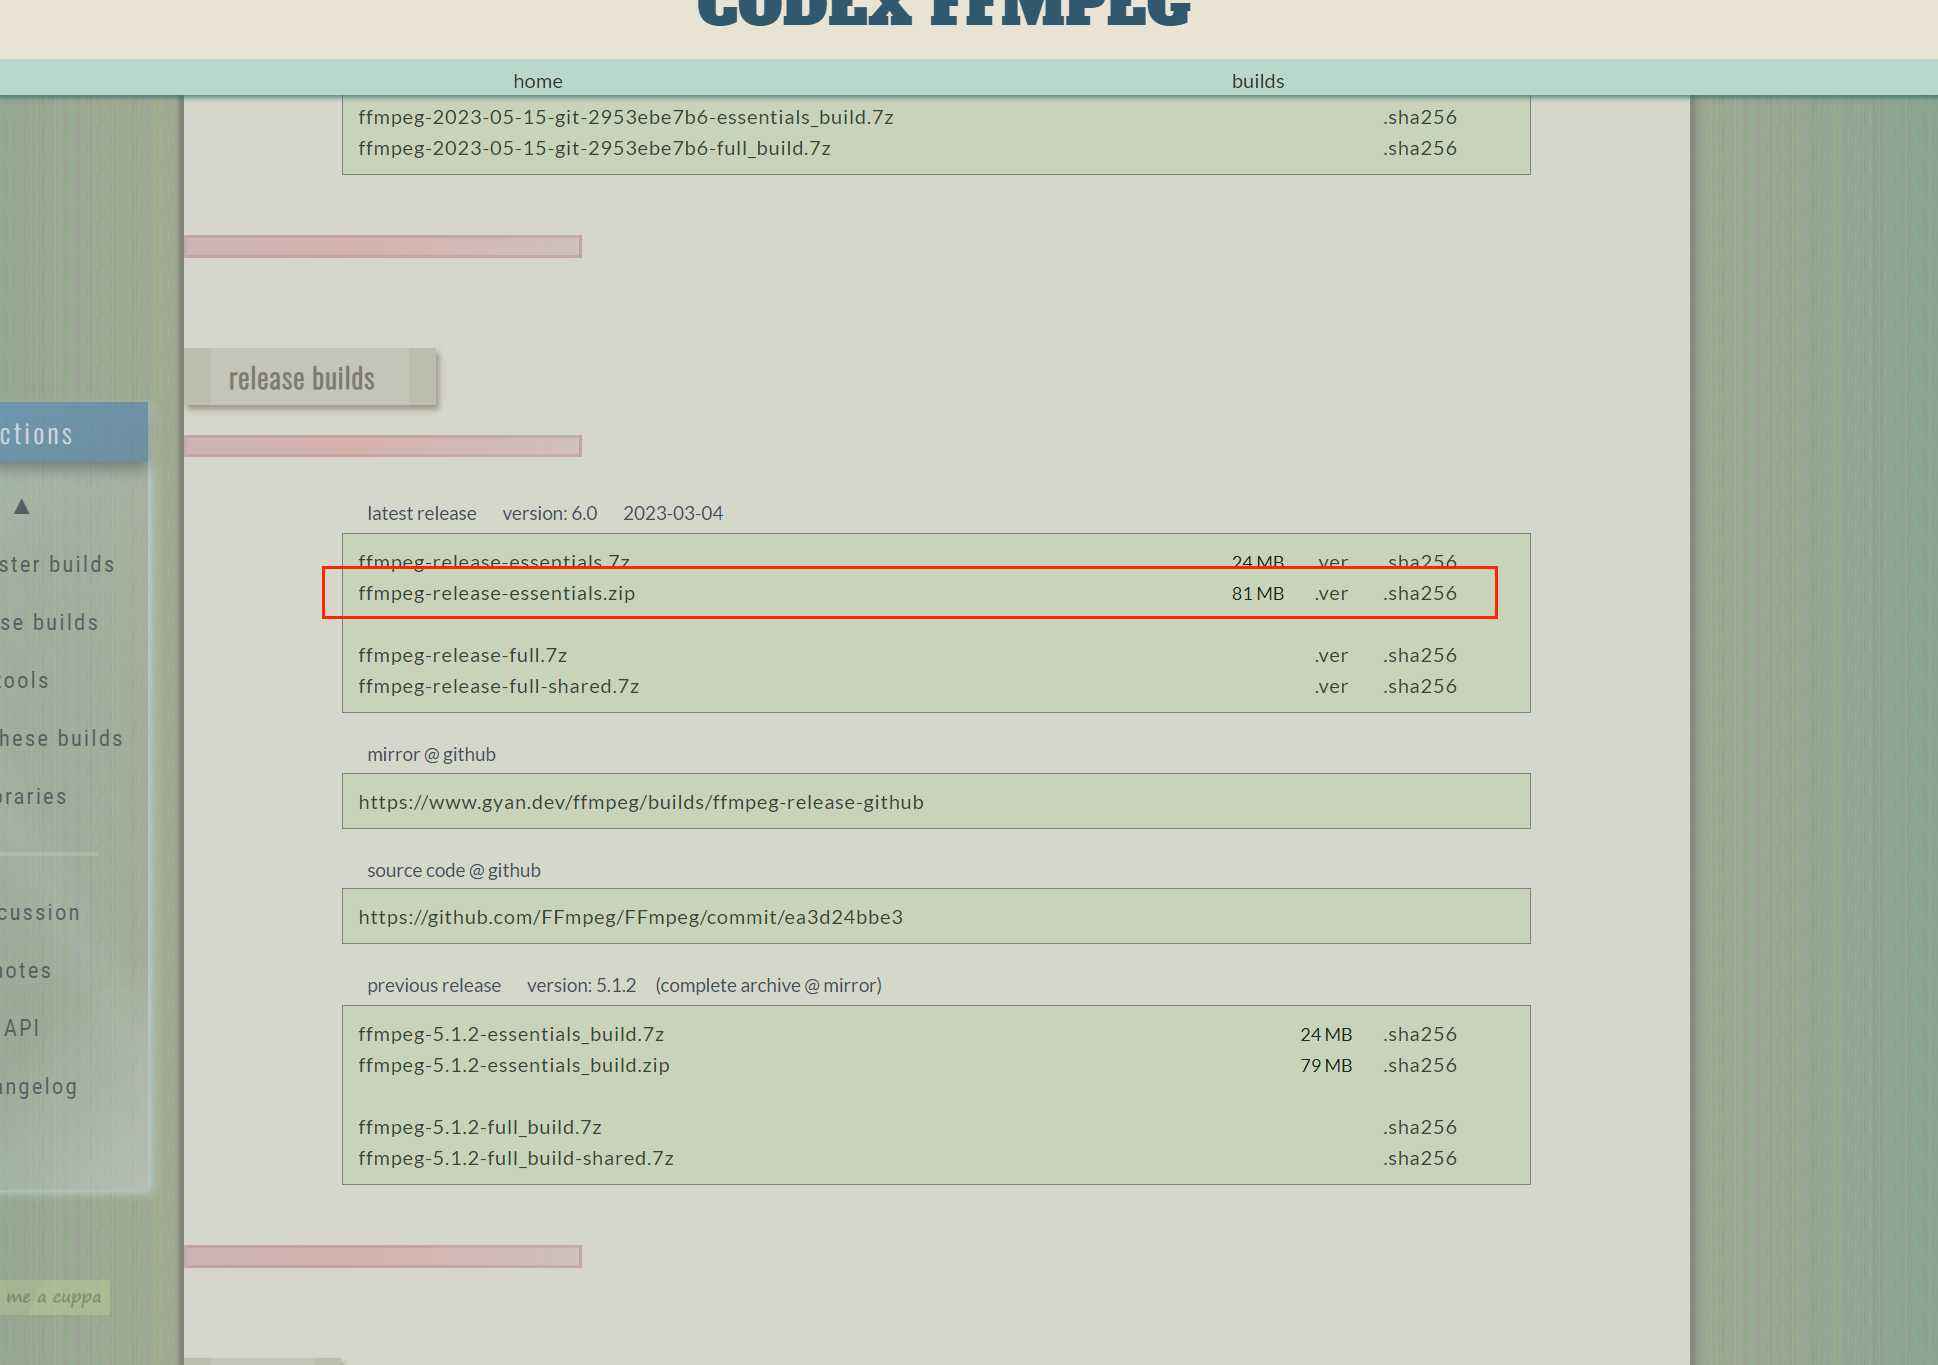 CODEX FFMPEG
home builds
ffmpeg-2023-05-15-git-2953ebe7b6-essentials_build.7z .sha256
ffmpeg-2023-05-15-git-2953ebe7b6-full_build.7z .sha256
release builds
ctions
▲
ster builds
se builds
tools
hese builds
raries
cussion
notes
API
angelog
me a cuppa
latest release version: 6.0 2023-03-04
ffmpeg-release-essentials.7z 24 MB .ver .sha256
ffmpeg-release-essentials.zip 81 MB .ver .sha256
ffmpeg-release-full.7z .ver .sha256
ffmpeg-release-full-shared.7z .ver .sha256
mirror @ github
https://www.gyan.dev/ffmpeg/builds/ffmpeg-release-github
source code @ github
https://github.com/FFmpeg/FFmpeg/commit/ea3d24bbe3
previous release version: 5.1.2 (complete archive @ mirror)
ffmpeg-5.1.2-essentials_build.7z 24 MB .sha256
ffmpeg-5.1.2-essentials_build.zip 79 MB .sha256
ffmpeg-5.1.2-full_build.7z .sha256
ffmpeg-5.1.2-full_build-shared.7z .sha256